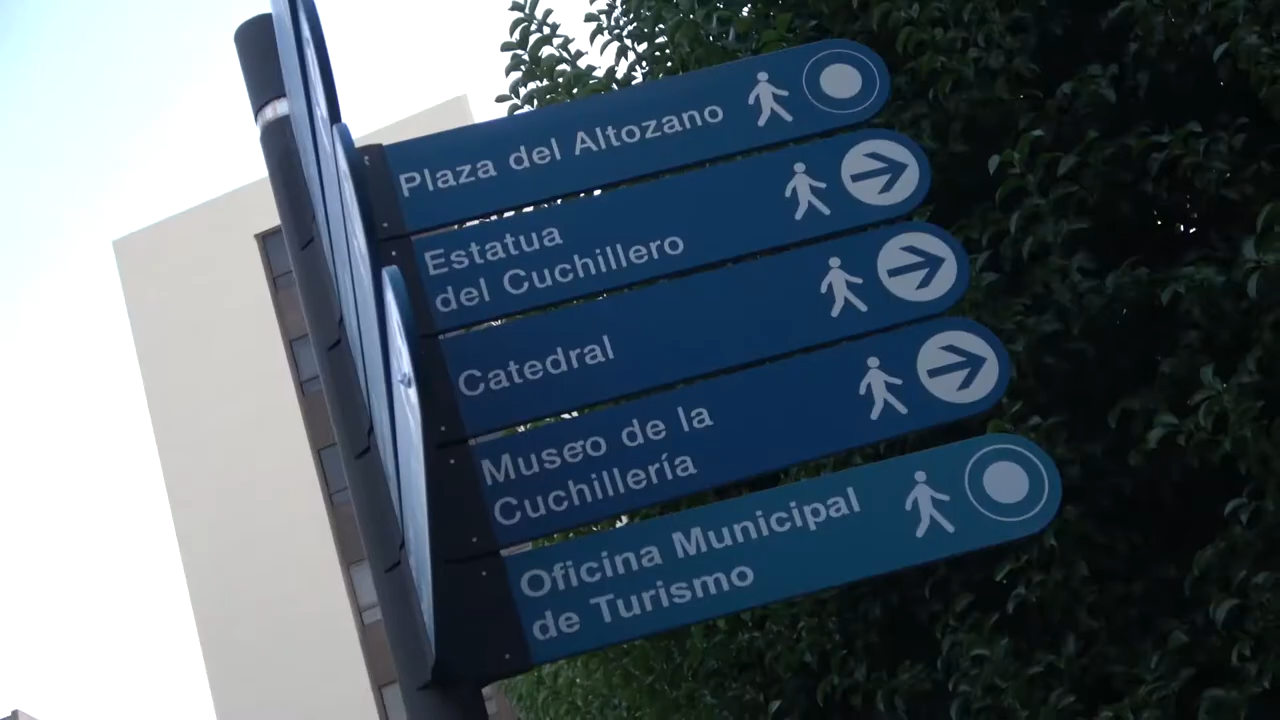 Plaza del Altozano
Estatua
del Cuchillero
Catedral
Museo de la
Cuchillería
Oficina Municipal
de Turismo